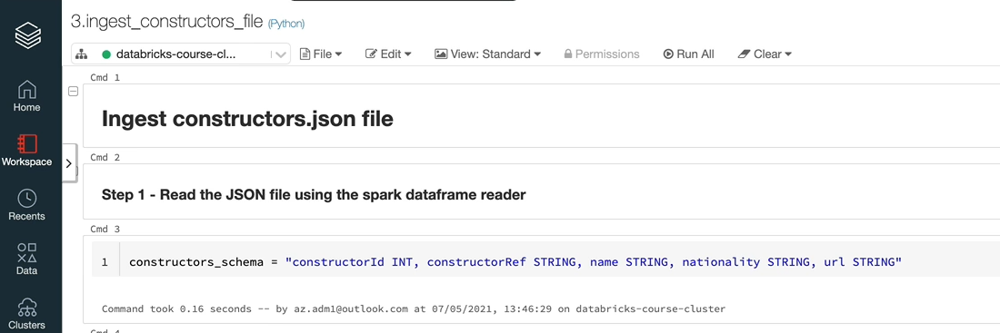 3.ingest_constructors_file (Python)
databricks-course-cl... File Edit View: Standard Permissions Run All Clear
Cmd 1
Ingest constructors.json file
Home
Cmd 2
Workspace
Step 1 - Read the JSON file using the spark dataframe reader
Recents
Cmd 3
1 constructors_schema = "constructorId INT, constructorRef STRING, name STRING, nationality STRING, url STRING"
Data
Command took 0.16 seconds -- by az.adm1@outlook.com at 07/05/2021, 13:46:29 on databricks-course-cluster
Clusters
Cmd 4